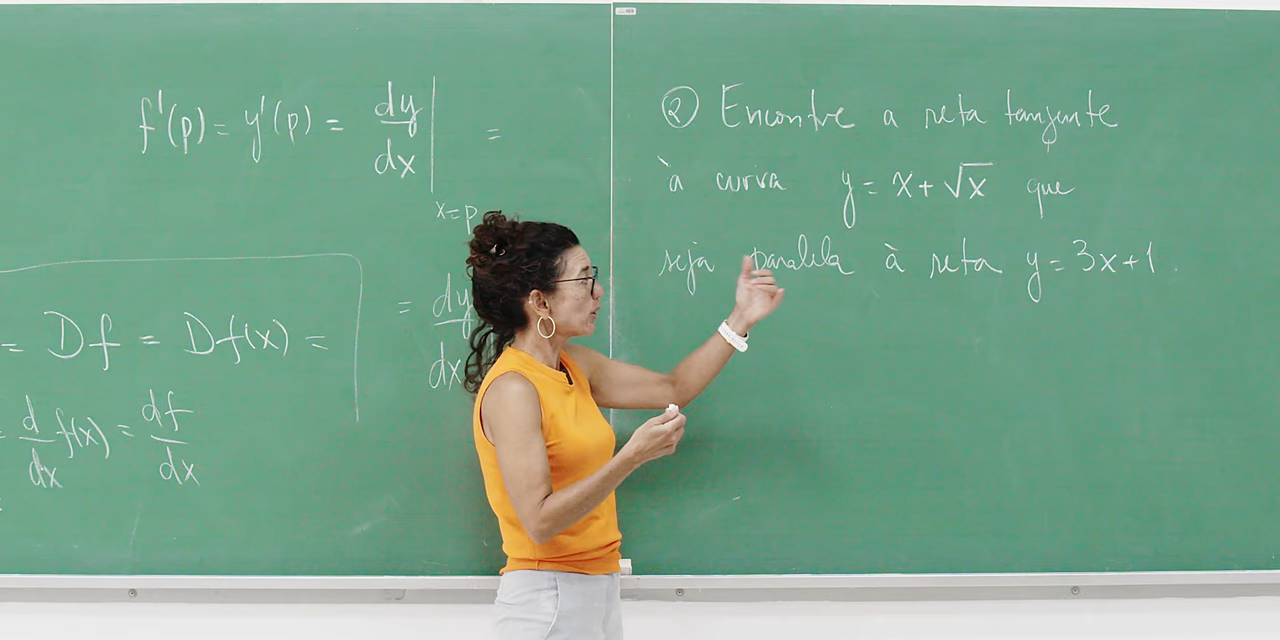 f'(p) = y'(p) = dy/dx | x=p =
= dy/dx
= Df = Df(x) =
= d/dx f(x) = df/dx
② Encontre a reta tangente
à curva y = x + √x que
seja paralela à reta y = 3x+1.